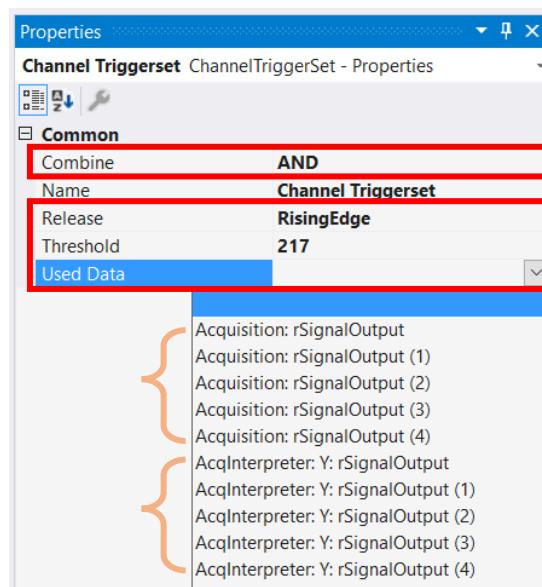 Properties
Channel Triggerset ChannelTriggerSet - Properties
Common
Combine AND
Name Channel Triggerset
Release RisingEdge
Threshold 217
Used Data
Acquisition: rSignalOutput
Acquisition: rSignalOutput (1)
Acquisition: rSignalOutput (2)
Acquisition: rSignalOutput (3)
Acquisition: rSignalOutput (4)
AcqInterpreter: Y: rSignalOutput
AcqInterpreter: Y: rSignalOutput (1)
AcqInterpreter: Y: rSignalOutput (2)
AcqInterpreter: Y: rSignalOutput (3)
AcqInterpreter: Y: rSignalOutput (4)